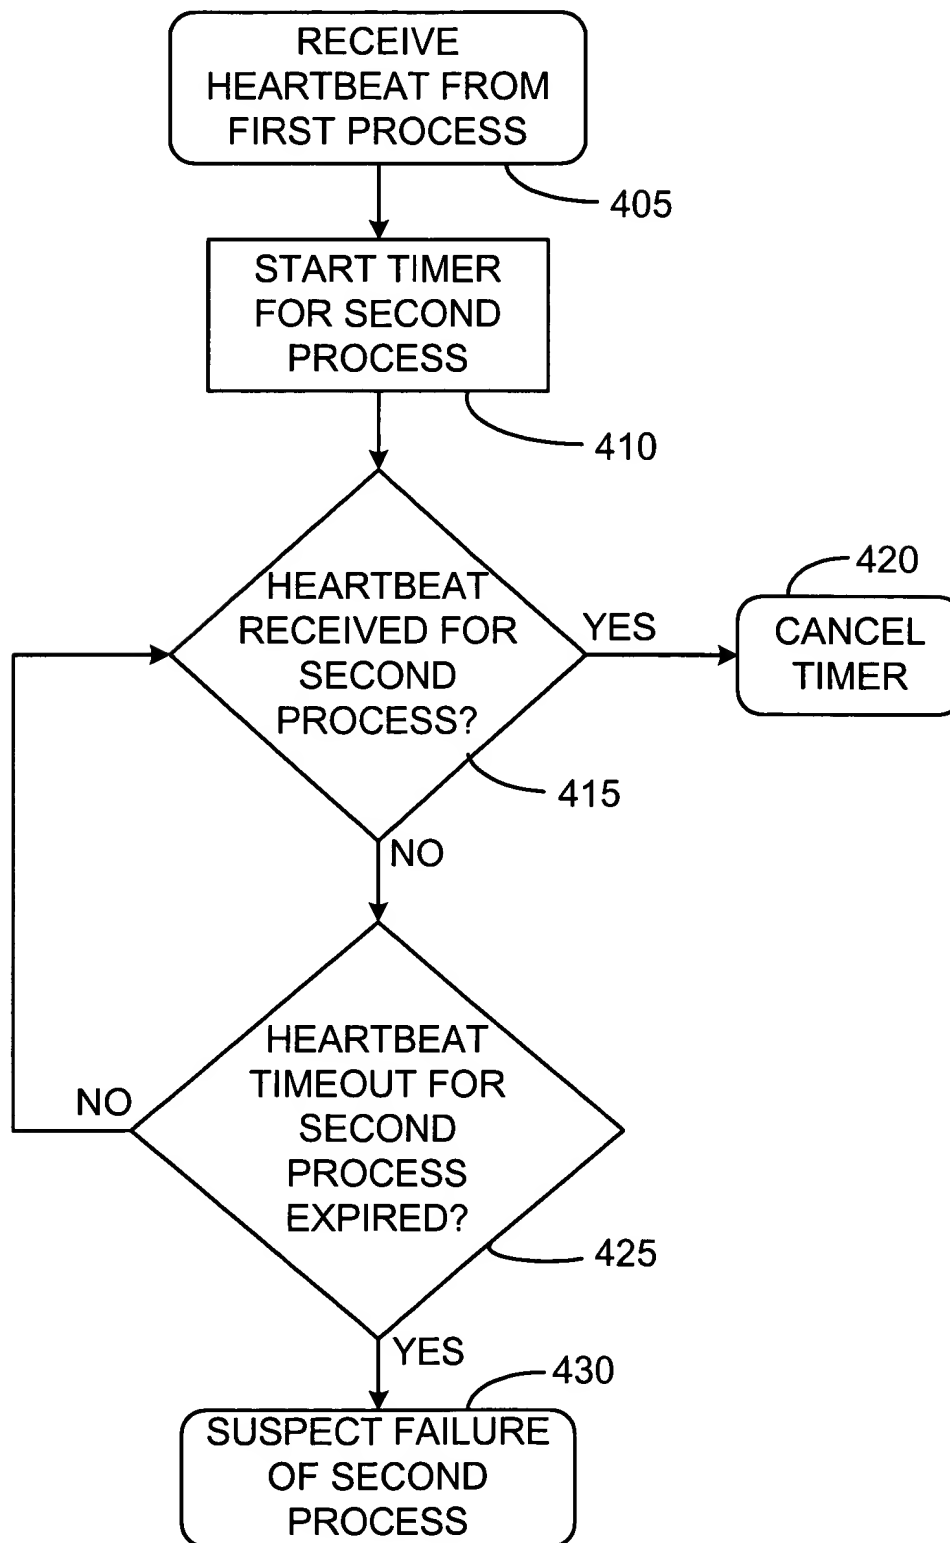 RECEIVE
HEARTBEAT FROM
FIRST PROCESS
405
START TIMER
FOR SECOND
PROCESS
410
HEARTBEAT
RECEIVED FOR
SECOND
PROCESS?
415
YES
420
CANCEL
TIMER
NO
HEARTBEAT
TIMEOUT FOR
SECOND
PROCESS
EXPIRED?
425
NO
YES
430
SUSPECT FAILURE
OF SECOND
PROCESS